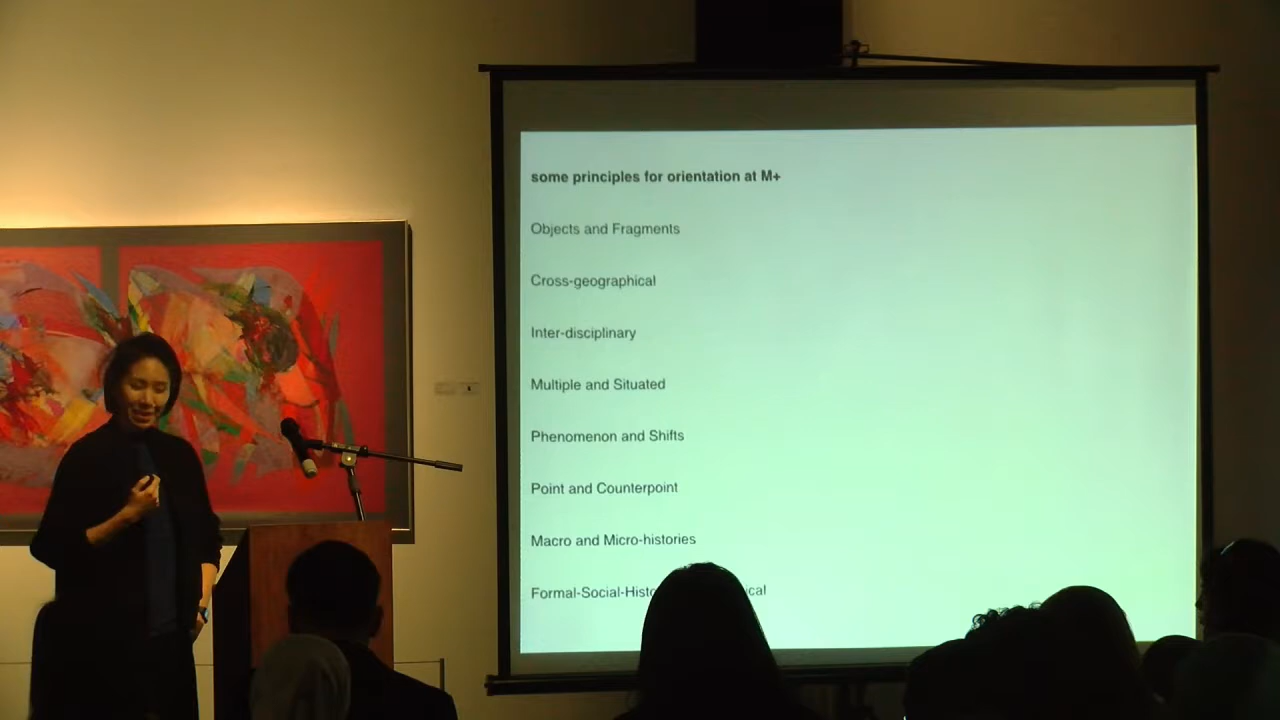 some principles for orientation at M+
Objects and Fragments
Cross-geographical
Inter-disciplinary
Multiple and Situated
Phenomenon and Shifts
Point and Counterpoint
Macro and Micro-histories
Formal-Social-